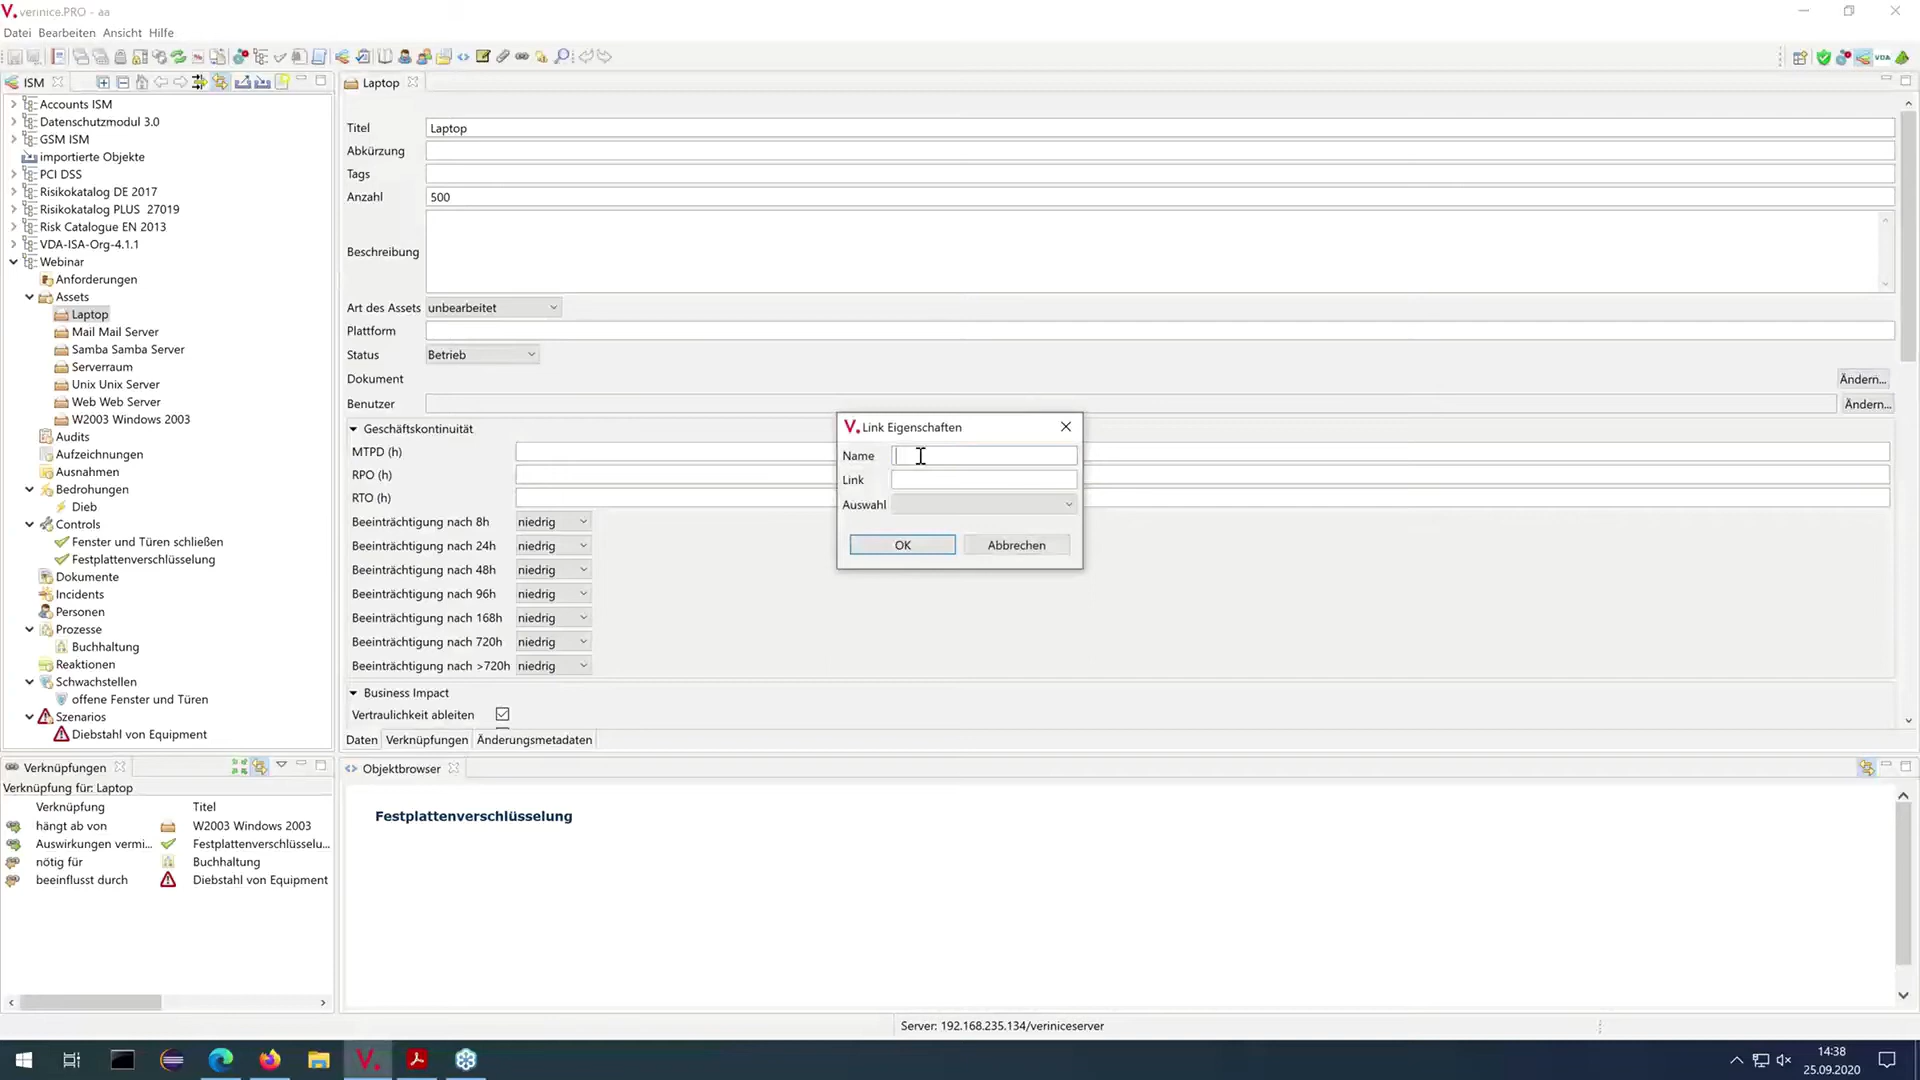 verinice.PRO - aa
Datei Bearbeiten Ansicht Hilfe
VDA
ISM
Accounts ISM
Datenschutzmodul 3.0
GSM ISM
importierte Objekte
PCI DSS
Risikokatalog DE 2017
Risikokatalog PLUS 27019
Risk Catalogue EN 2013
VDA-ISA-Org-4.1.1
Webinar
Anforderungen
Assets
Laptop
Mail Mail Server
Samba Samba Server
Serverraum
Unix Unix Server
Web Web Server
W2003 Windows 2003
Audits
Aufzeichnungen
Ausnahmen
Bedrohungen
Dieb
Controls
Fenster und Türen schließen
Festplattenverschlüsselung
Dokumente
Incidents
Personen
Prozesse
Buchhaltung
Reaktionen
Schwachstellen
offene Fenster und Türen
Szenarios
Diebstahl von Equipment
Laptop
Titel Laptop
Abkürzung
Tags
Anzahl 500
Beschreibung
Art des Assets unbearbeitet
Plattform
Status Betrieb
Dokument Ändern...
Benutzer Ändern...
Geschäftskontinuität
MTPD (h)
RPO (h)
RTO (h)
Beeinträchtigung nach 8h niedrig
Beeinträchtigung nach 24h niedrig
Beeinträchtigung nach 48h niedrig
Beeinträchtigung nach 96h niedrig
Beeinträchtigung nach 168h niedrig
Beeinträchtigung nach 720h niedrig
Beeinträchtigung nach >720h niedrig
Business Impact
Vertraulichkeit ableiten
Daten Verknüpfungen Änderungsmetadaten
Link Eigenschaften
Name
Link
Auswahl
OK Abbrechen
Verknüpfungen
Verknüpfung für: Laptop
Verknüpfung Titel
hängt ab von W2003 Windows 2003
Auswirkungen vermi... Festplattenverschlüsselu...
nötig für Buchhaltung
beeinflusst durch Diebstahl von Equipment
Objektbrowser
Festplattenverschlüsselung
Server: 192.168.235.134/veriniceserver
14:38
25.09.2020